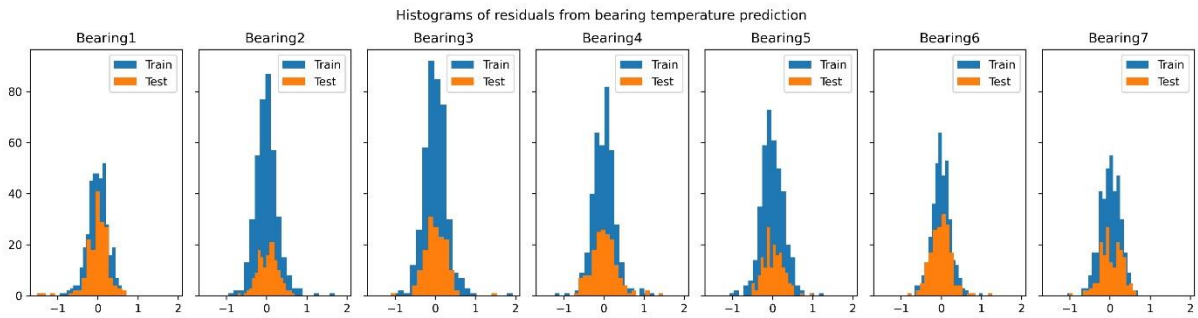 Histograms of residuals from bearing temperature prediction
Bearing1 Bearing2 Bearing3 Bearing4 Bearing5 Bearing6 Bearing7
Train Train Train Train Train Train Train
Test Test Test Test Test Test Test
80
60
40
20
0
−1 0 1 2 −1 0 1 2 −1 0 1 2 −1 0 1 2 −1 0 1 2 −1 0 1 2 −1 0 1 2